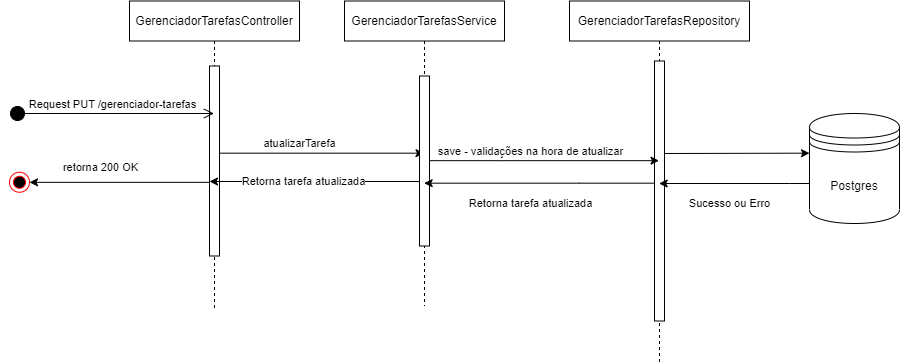 GerenciadorTarefasController
GerenciadorTarefasService
GerenciadorTarefasRepository
Request PUT /gerenciador-tarefas
atualizarTarefa
save - validações na hora de atualizar
retorna 200 OK
Retorna tarefa atualizada
Retorna tarefa atualizada
Sucesso ou Erro
Postgres